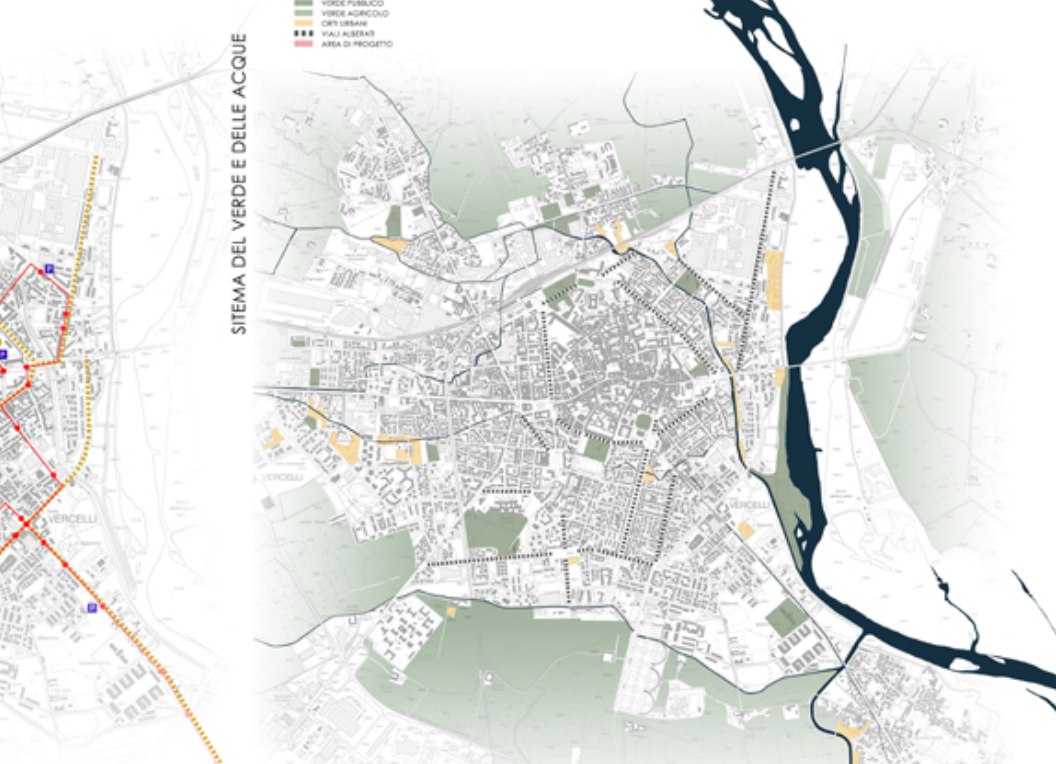 VERDE PUBBLICO
VERDE AGRICOLO
ORTI URBANI
VIALI ALBERATI
AREA DI PROGETTO
SITEMA DEL VERDE E DELLE ACQUE
P
P
P
VERCELLI
VERCELLI
VERCELLI